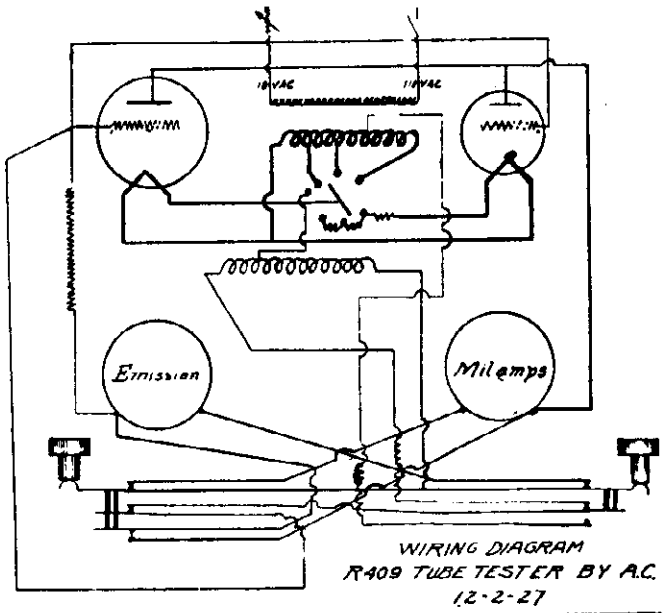 110VAC 110VAC
Emission Milamps
WIRING DIAGRAM
R409 TUBE TESTER BY A.C.
12-2-27